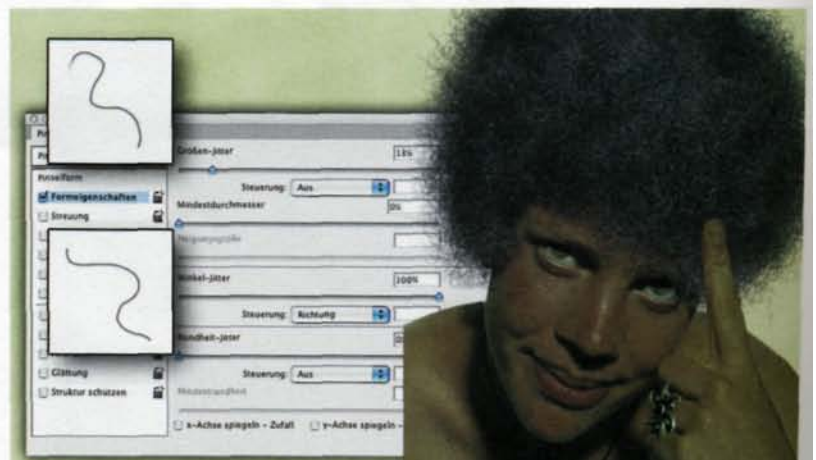 Größen-Jitter 13%
Steuerung: Aus
Pinselform
Formeigenschaften
Mindestdurchmesser 0%
Streuung
Winkel-Jitter 100%
Steuerung: Richtung
Rundheit-Jitter
Steuerung: Aus
Glättung
Struktur schützen
Mindestrundheit
x-Achse spiegeln - Zufall y-Achse spiegeln -